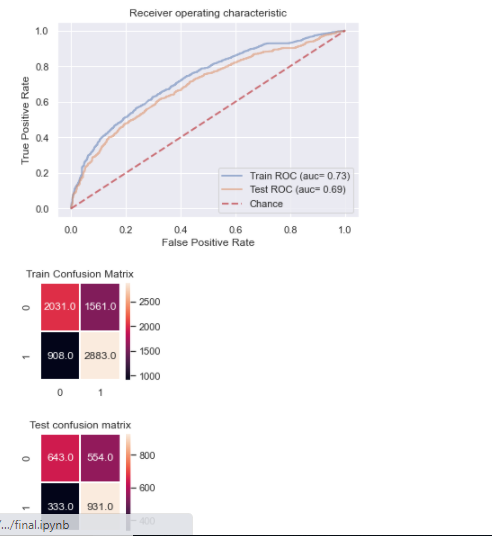 Receiver operating characteristic
1.0
0.8
0.6
0.4
0.2
0.0
True Positive Rate
Train ROC (auc= 0.73)
Test ROC (auc= 0.69)
Chance
0.0 0.2 0.4 0.6 0.8 1.0
False Positive Rate
Train Confusion Matrix
0 2031.0 1561.0
1 908.0 2883.0
0 1
2500
2000
1500
1000
Test confusion matrix
0 643.0 554.0
1 333.0 931.0
800
600
400
/.../final.ipynb